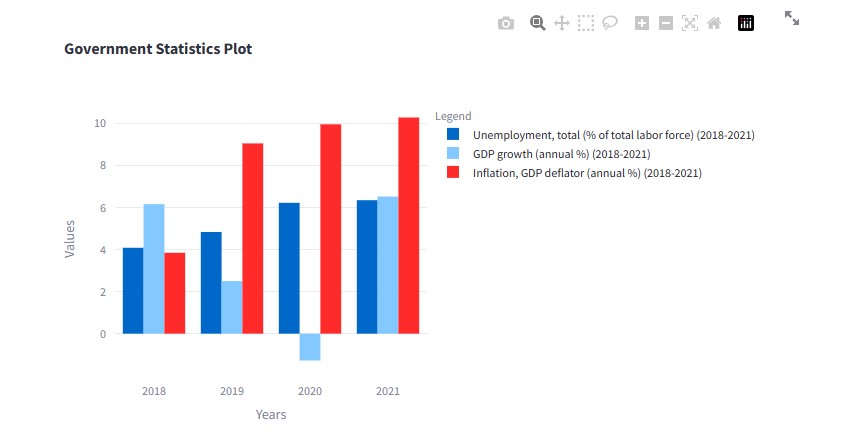 Government Statistics Plot
Legend
Unemployment, total (% of total labor force) (2018-2021)
GDP growth (annual %) (2018-2021)
Inflation, GDP deflator (annual %) (2018-2021)
10
8
6
4
2
0
Values
2018 2019 2020 2021
Years